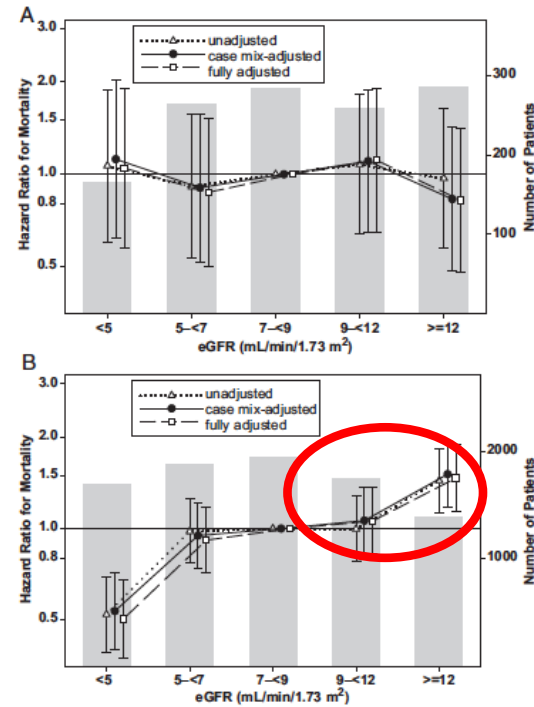 A
3.0
2.0
1.5
1.0
0.8
0.5
Hazard Ratio for Mortality
unadjusted
case mix-adjusted
fully adjusted
300
200
100
Number of Patients
<5
5-<7
7-<9
9-<12
>=12
eGFR (mL/min/1.73 m²)
B
3.0
2.0
1.5
1.0
0.8
0.5
Hazard Ratio for Mortality
unadjusted
case mix-adjusted
fully adjusted
2000
1000
Number of Patients
<5
5-<7
7-<9
9-<12
>=12
eGFR (mL/min/1.73 m²)